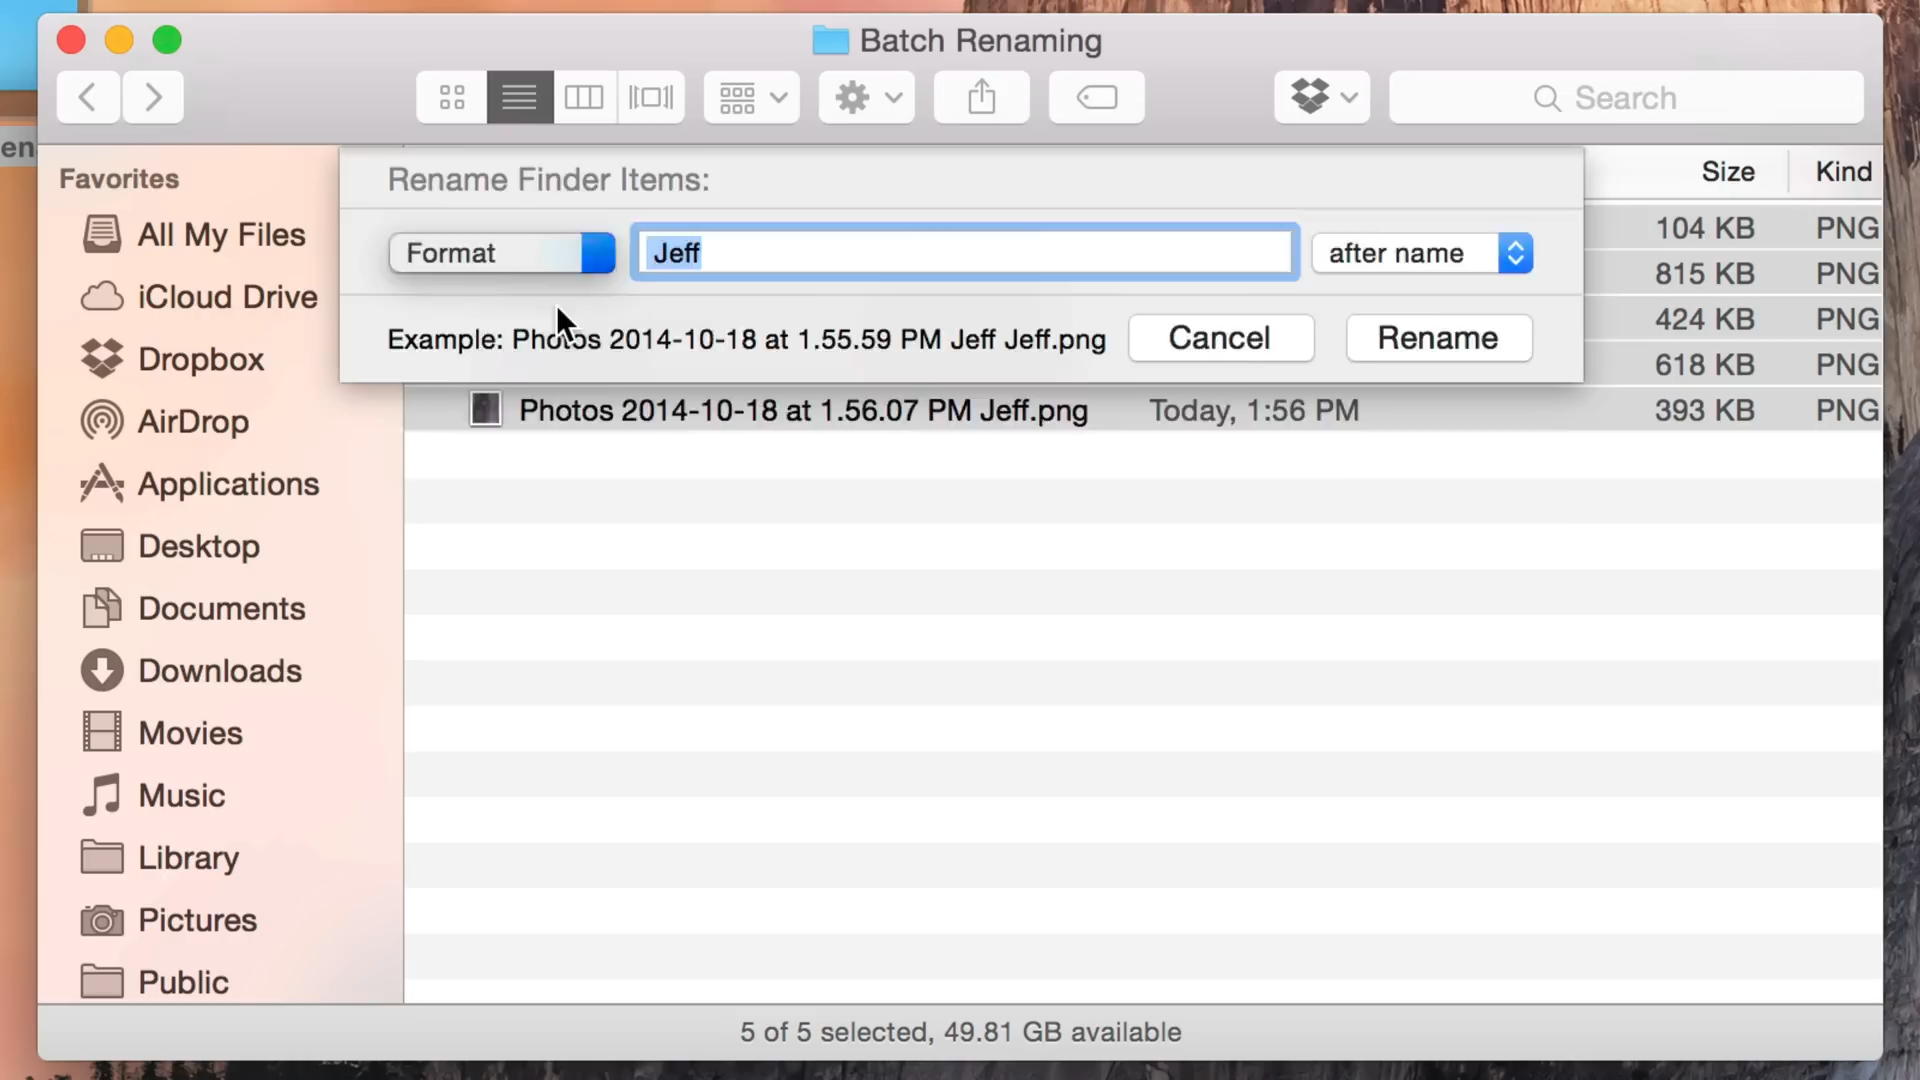 Batch Renaming
Search
en
Favorites
All My Files
iCloud Drive
Dropbox
AirDrop
Applications
Desktop
Documents
Downloads
Movies
Music
Library
Pictures
Public
Rename Finder Items:
Format
Jeff
after name
Example: Photos 2014-10-18 at 1.55.59 PM Jeff Jeff.png
Cancel
Rename
Size Kind
104 KB PNG
815 KB PNG
424 KB PNG
618 KB PNG
Photos 2014-10-18 at 1.56.07 PM Jeff.png Today, 1:56 PM 393 KB PNG
5 of 5 selected, 49.81 GB available